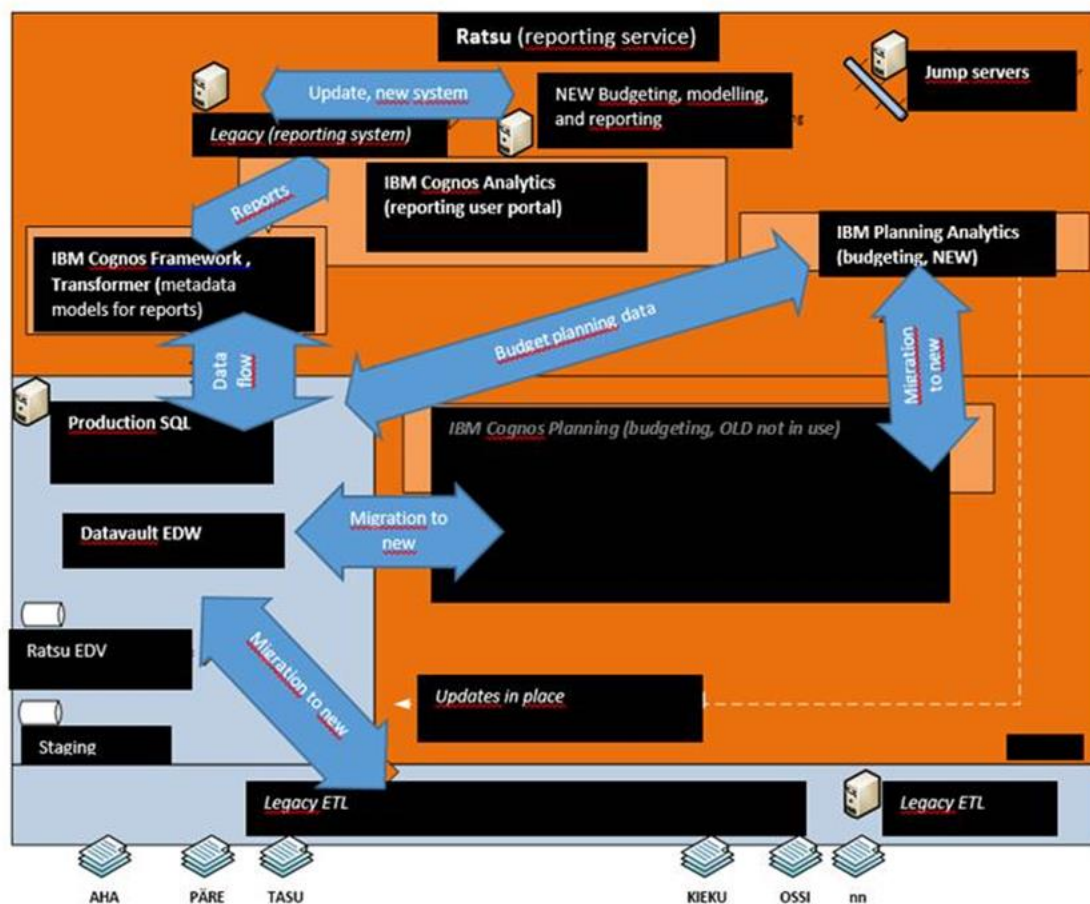 Ratsu (reporting service)
Update, new system
NEW Budgeting, modelling,
and reporting
Jump servers
Legacy (reporting system)
Reports
IBM Cognos Analytics
(reporting user portal)
IBM Planning Analytics
(budgeting, NEW)
IBM Cognos Framework ,
Transformer (metadata
models for reports)
Data
flow
Budget planning data
Migration
to new
Production SQL
IBM Cognos Planning (budgeting, OLD not in use)
Datavault EDW
Migration to
new
Ratsu EDV
Migration to new
Updates in place
Staging
Legacy ETL
Legacy ETL
AHA
PÄRE
TASU
KIEKU
OSSI
nn